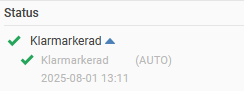 Status
Klarmarkerad
Klarmarkerad (AUTO)
2025-08-01 13:11